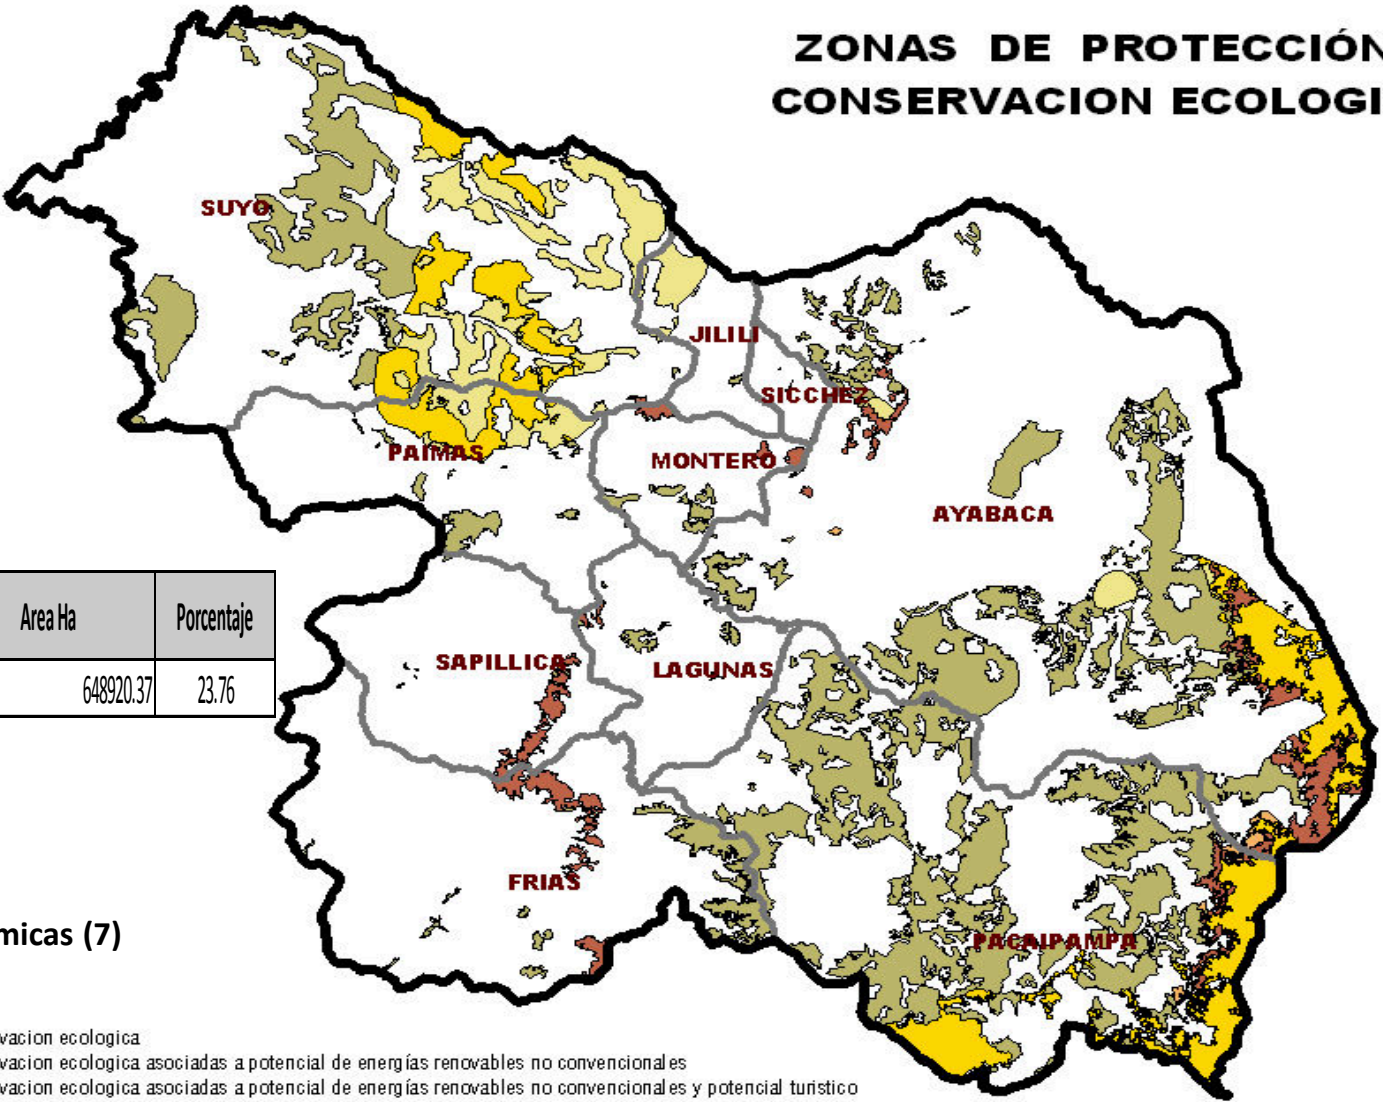 ZONAS DE PROTECCIÓN
CONSERVACION ECOLOGI
SUYO
JILILI
SICCHEZ
PAIMAS
MONTERO
AYABACA
Area Ha Porcentaje
648920.37 23.76
SAPILLICA
LAGUNAS
FRIAS
PACAIPAMPA
micas (7)
vacion ecologica
vacion ecologica asociadas a potencial de energías renovables no convencionales
vacion ecologica asociadas a potencial de energías renovables no convencionales y potencial turistico